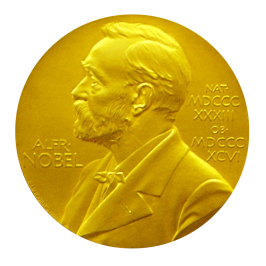 ALFR·
NOBEL
NAT·
MDCCC
XXXIII
OB·
MDCCC
XCVI